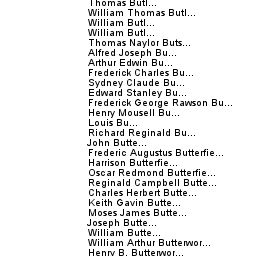 Thomas Butl...
William Thomas Butl...
William Butl...
William Butl...
Thomas Naylor Buts...
Alfred Joseph Bu...
Arthur Edwin Bu...
Frederick Charles Bu...
Sydney Claude Bu...
Edward Stanley Bu...
Frederick George Rawson Bu...
Henry Mousell Bu...
Louis Bu...
Richard Reginald Bu...
John Butte...
Frederic Augustus Butterfie...
Harrison Butterfie...
Oscar Redmond Butterfie...
Reginald Campbell Butte...
Charles Herbert Butte...
Keith Gavin Butte...
Moses James Butte...
Joseph Butte...
William Butte...
William Arthur Butterwor...
Henry B. Butterwor...